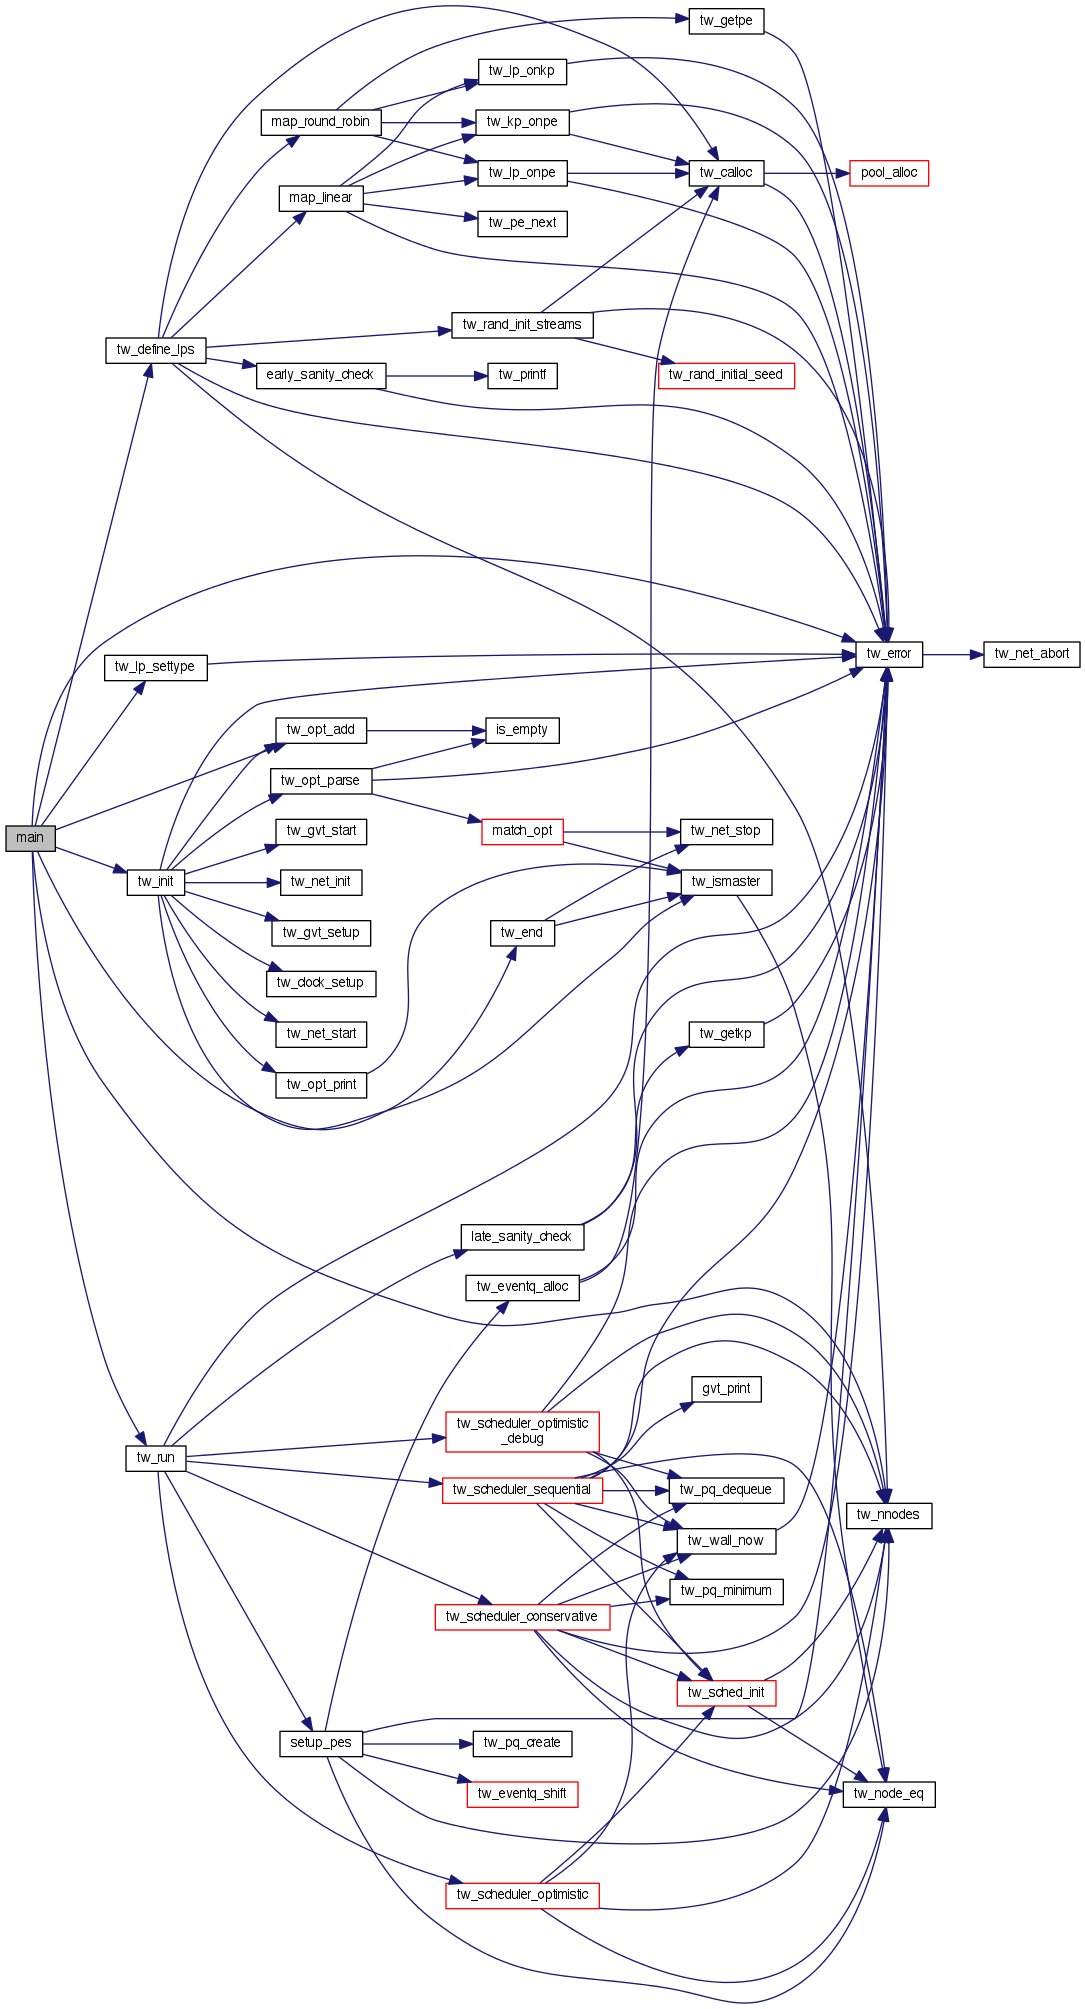 tw_getpe
tw_lp_onkp
map_round_robin
tw_kp_onpe
tw_lp_onpe
tw_calloc
pool_alloc
map_linear
tw_pe_next
tw_rand_init_streams
tw_define_lps
early_sanity_check
tw_printf
tw_rand_initial_seed
tw_error
tw_net_abort
tw_lp_settype
tw_opt_add
is_empty
tw_opt_parse
main
tw_gvt_start
match_opt
tw_net_stop
tw_init
tw_net_init
tw_ismaster
tw_gvt_setup
tw_end
tw_clock_setup
tw_net_start
tw_getkp
tw_opt_print
late_sanity_check
tw_eventq_alloc
gvt_print
tw_scheduler_optimistic
_debug
tw_run
tw_scheduler_sequential
tw_pq_dequeue
tw_nnodes
tw_wall_now
tw_pq_minimum
tw_scheduler_conservative
tw_sched_init
setup_pes
tw_pq_create
tw_eventq_shift
tw_node_eq
tw_scheduler_optimistic